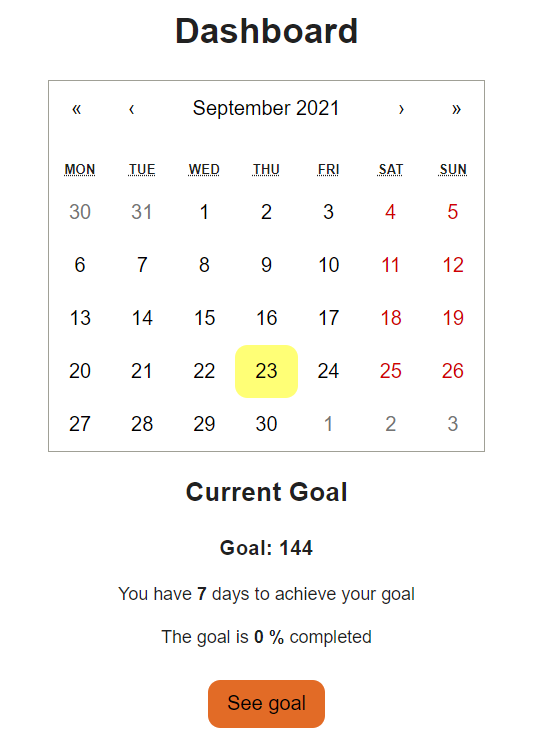 Dashboard
« ‹ September 2021 › »
MON TUE WED THU FRI SAT SUN
30 31 1 2 3 4 5
6 7 8 9 10 11 12
13 14 15 16 17 18 19
20 21 22 23 24 25 26
27 28 29 30 1 2 3
Current Goal
Goal: 144
You have 7 days to achieve your goal
The goal is 0 % completed
See goal